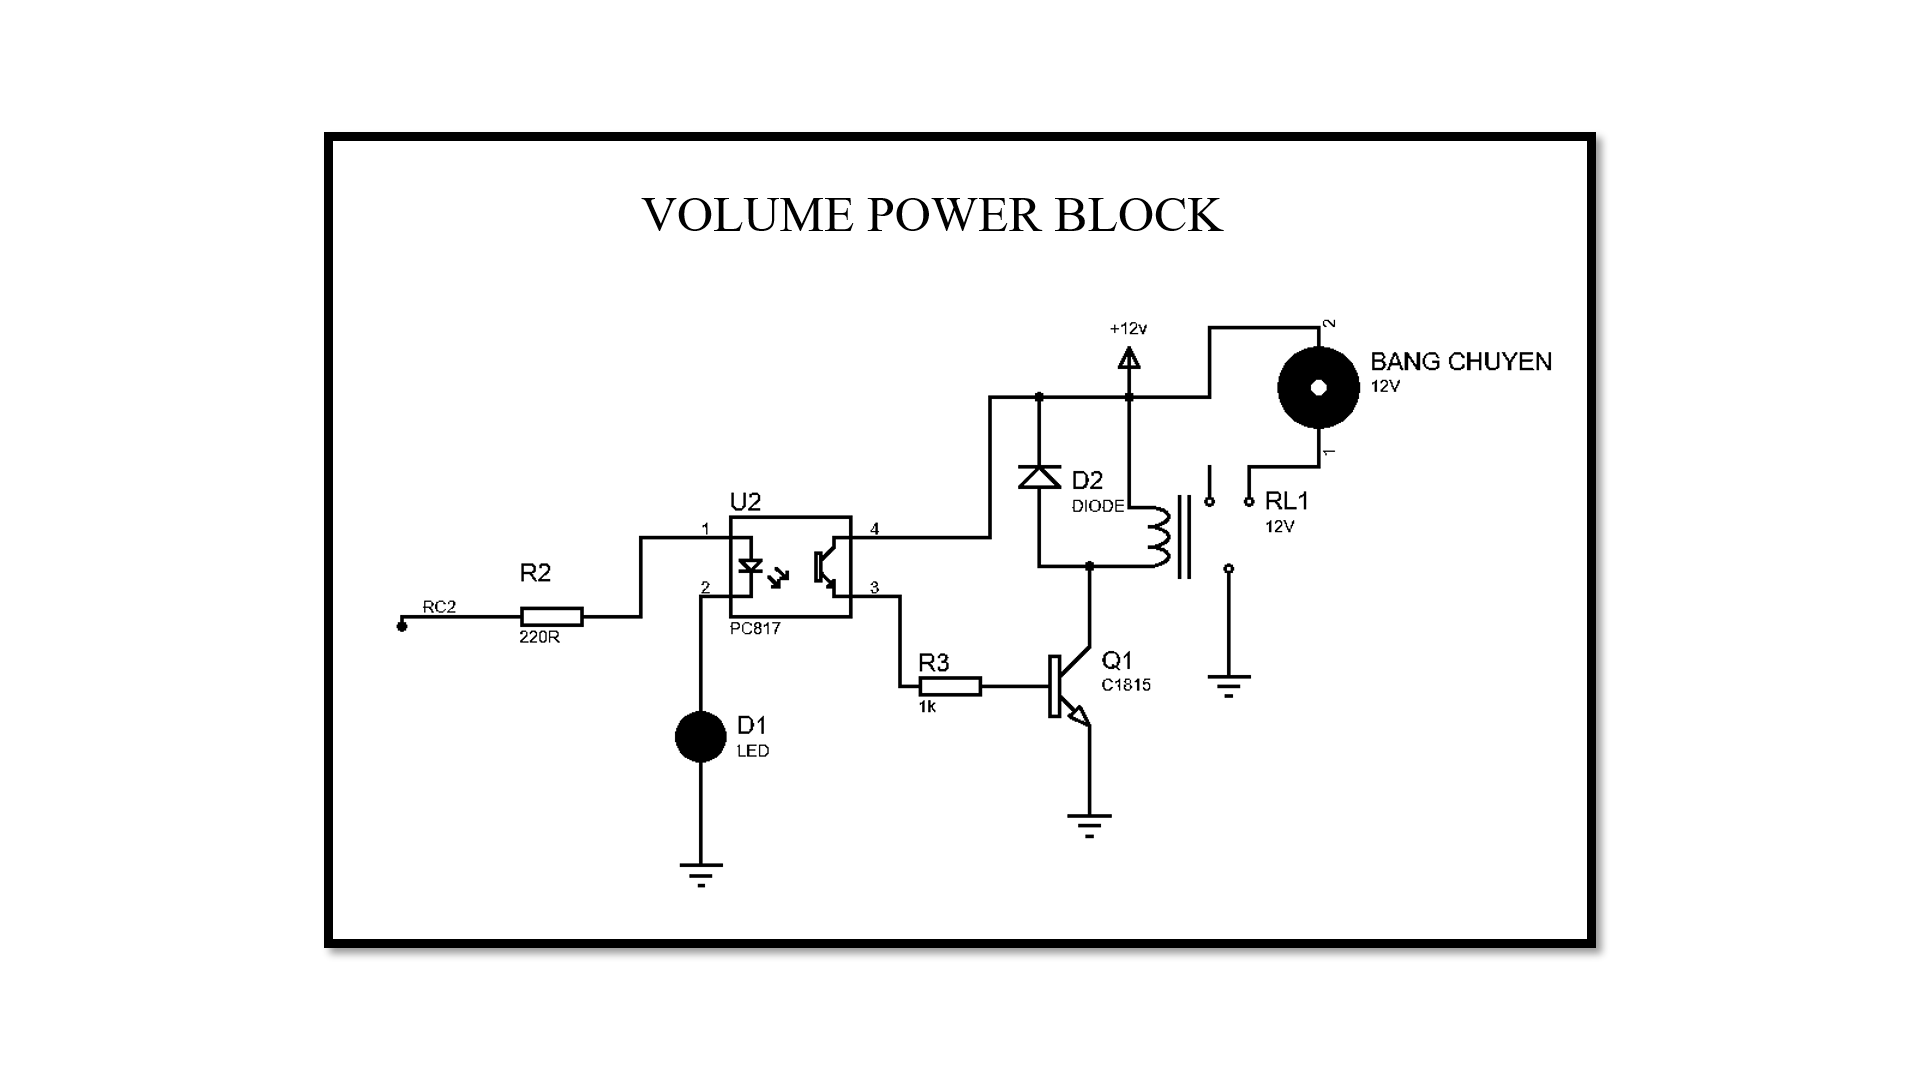 VOLUME POWER BLOCK
+12v
2
BANG CHUYEN
12V
1
D2
DIODE
RL1
12V
U2
1
4
2
3
PC817
R2
RC2
220R
R3
1k
Q1
C1815
D1
LED